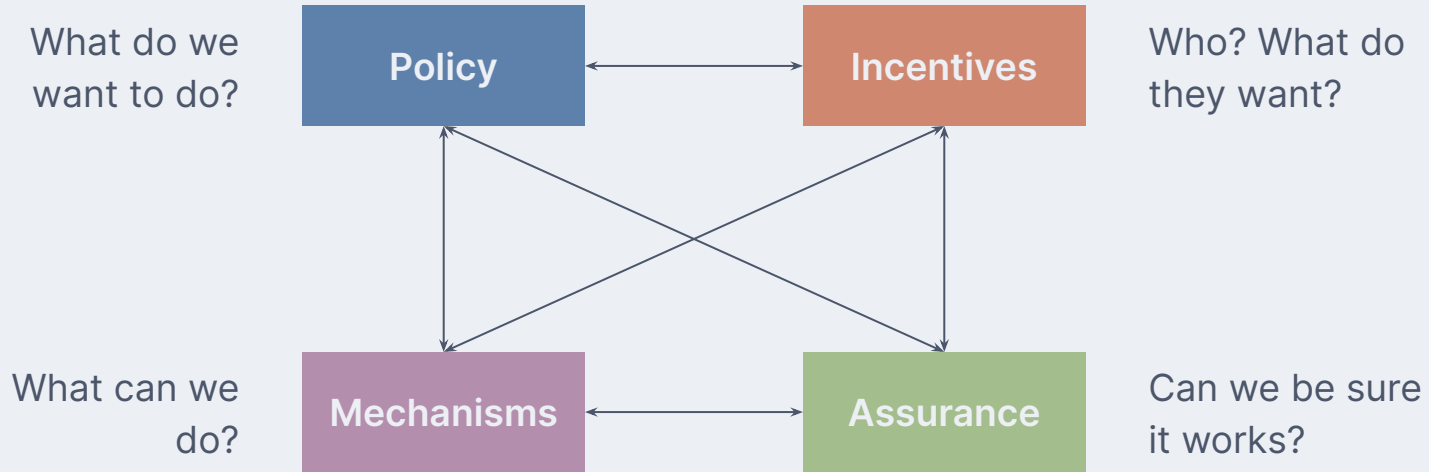 What do we
want to do?
Policy
Incentives
Who? What do
they want?
What can we
do?
Mechanisms
Assurance
Can we be sure
it works?